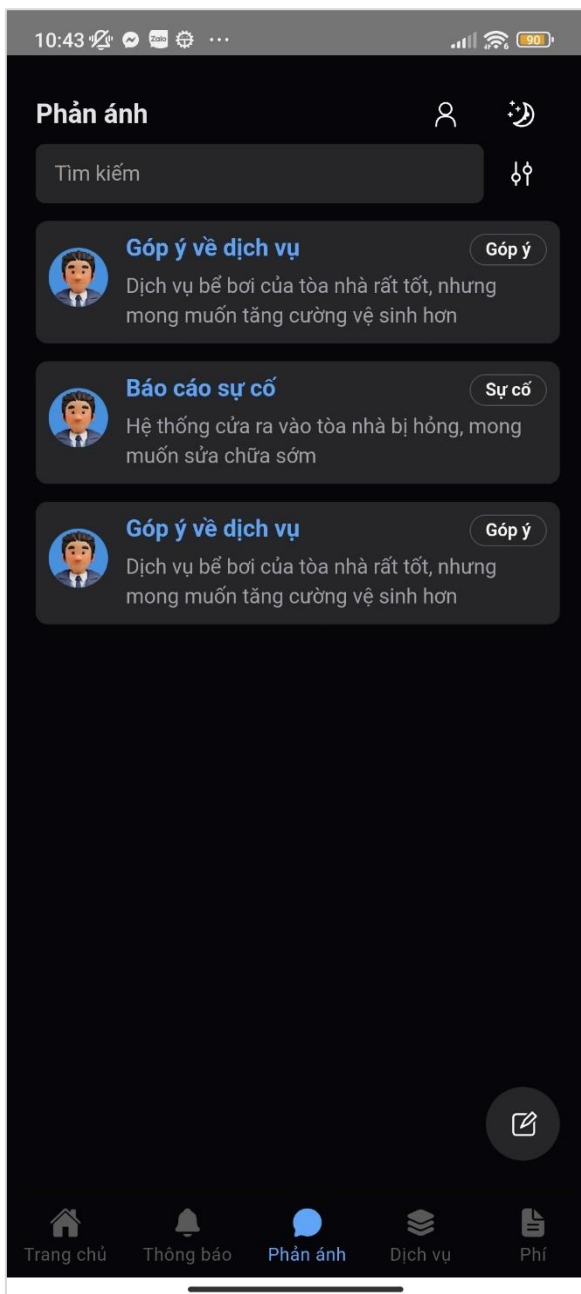 10:43
Zalo
90
Phản ánh
Tìm kiếm
Góp ý về dịch vụ
Góp ý
Dịch vụ bể bơi của tòa nhà rất tốt, nhưng
mong muốn tăng cường vệ sinh hơn
Báo cáo sự cố
Sự cố
Hệ thống cửa ra vào tòa nhà bị hỏng, mong
muốn sửa chữa sớm
Góp ý về dịch vụ
Góp ý
Dịch vụ bể bơi của tòa nhà rất tốt, nhưng
mong muốn tăng cường vệ sinh hơn
Trang chủ
Thông báo
Phản ánh
Dịch vụ
Phí